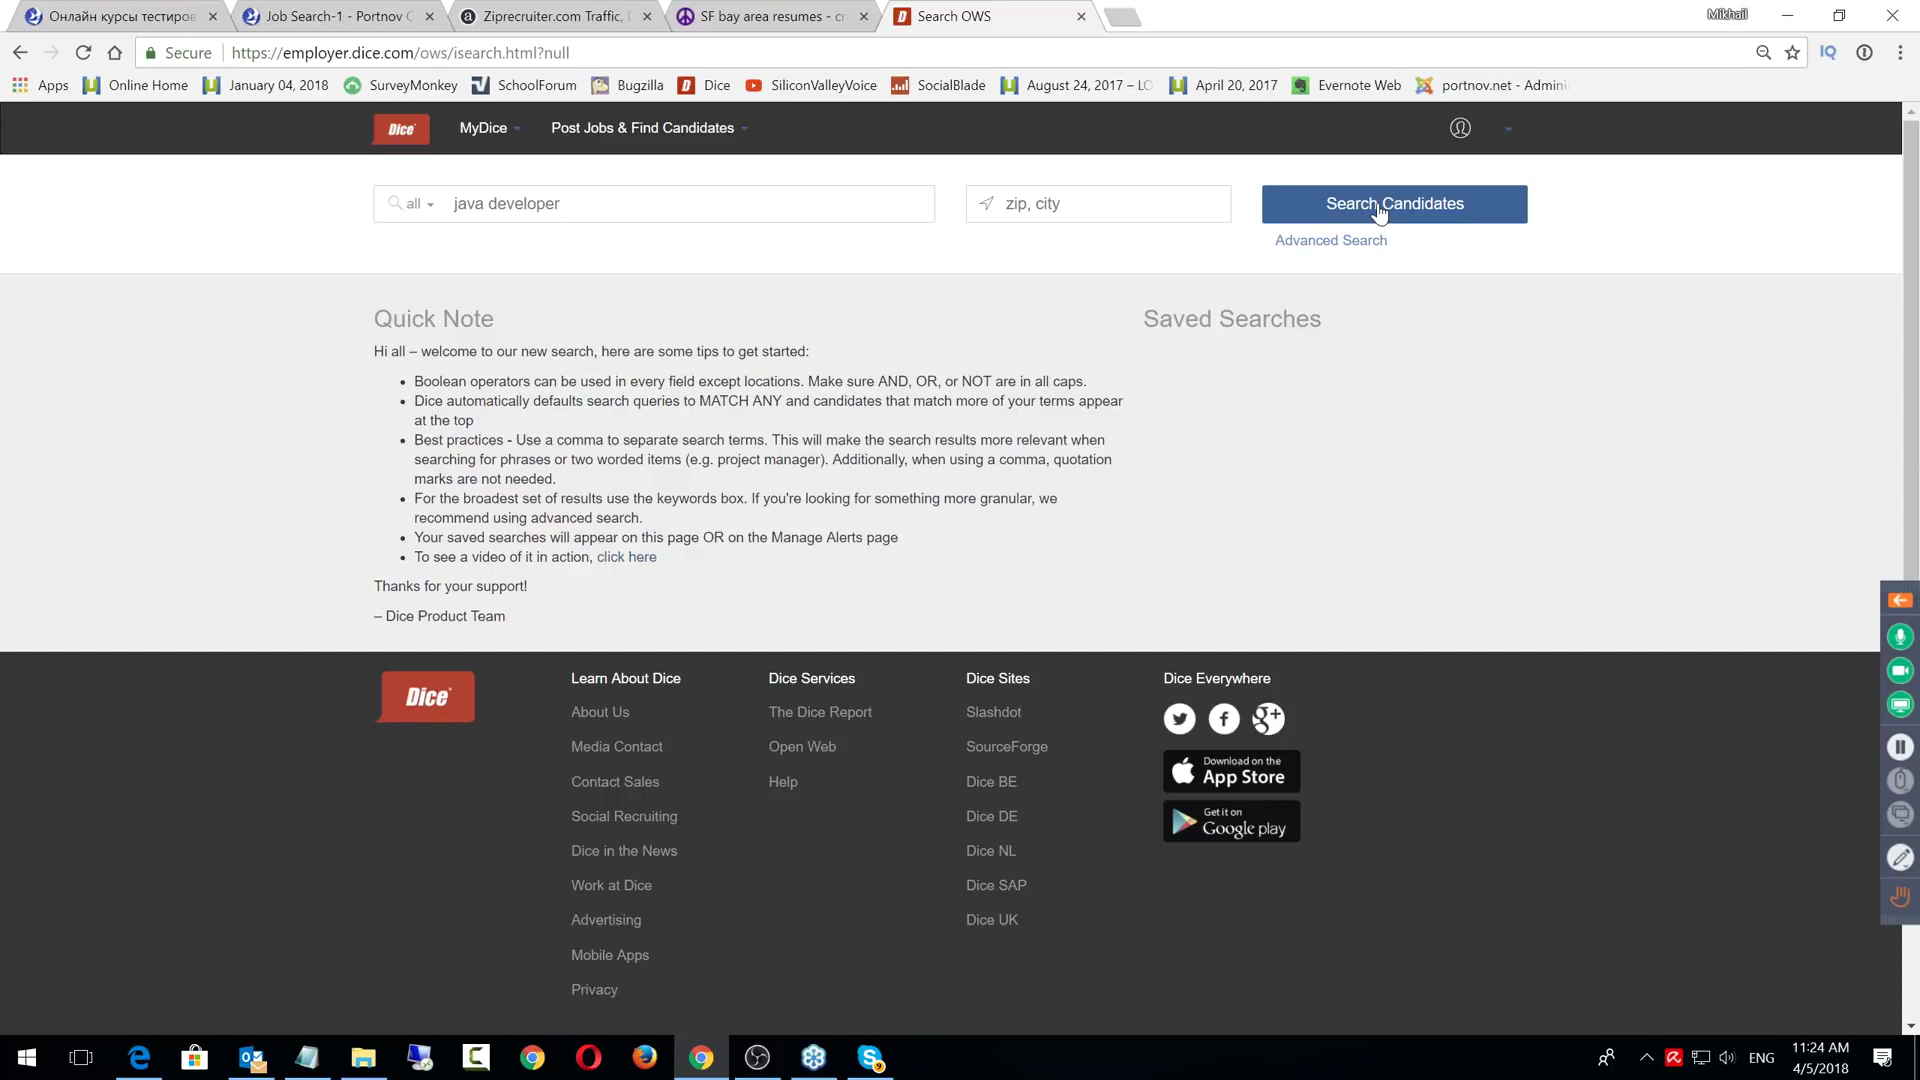 Онлайн курсы тестиров
Job Search-1 - Portnov C
Ziprecruiter.com Traffic, D
SF bay area resumes - cr
Search OWS
Mikhail
Secure
https://employer.dice.com/ows/isearch.html?null
Apps
Online Home
January 04, 2018
SurveyMonkey
SchoolForum
Bugzilla
Dice
SiliconValleyVoice
SocialBlade
August 24, 2017 – LO
April 20, 2017
Evernote Web
portnov.net - Admini
Dice
MyDice
Post Jobs & Find Candidates
all
java developer
zip, city
Search Candidates
Advanced Search
Quick Note
Saved Searches
Hi all – welcome to our new search, here are some tips to get started:
• Boolean operators can be used in every field except locations. Make sure AND, OR, or NOT are in all caps.
• Dice automatically defaults search queries to MATCH ANY and candidates that match more of your terms appear
at the top
• Best practices - Use a comma to separate search terms. This will make the search results more relevant when
searching for phrases or two worded items (e.g. project manager). Additionally, when using a comma, quotation
marks are not needed.
• For the broadest set of results use the keywords box. If you're looking for something more granular, we
recommend using advanced search.
• Your saved searches will appear on this page OR on the Manage Alerts page
• To see a video of it in action, click here
Thanks for your support!
– Dice Product Team
Dice
Learn About Dice
About Us
Media Contact
Contact Sales
Social Recruiting
Dice in the News
Work at Dice
Advertising
Mobile Apps
Privacy
Dice Services
The Dice Report
Open Web
Help
Dice Sites
Slashdot
SourceForge
Dice BE
Dice DE
Dice NL
Dice SAP
Dice UK
Dice Everywhere
Download on the
App Store
Get it on
Google play
ENG
11:24 AM
4/5/2018